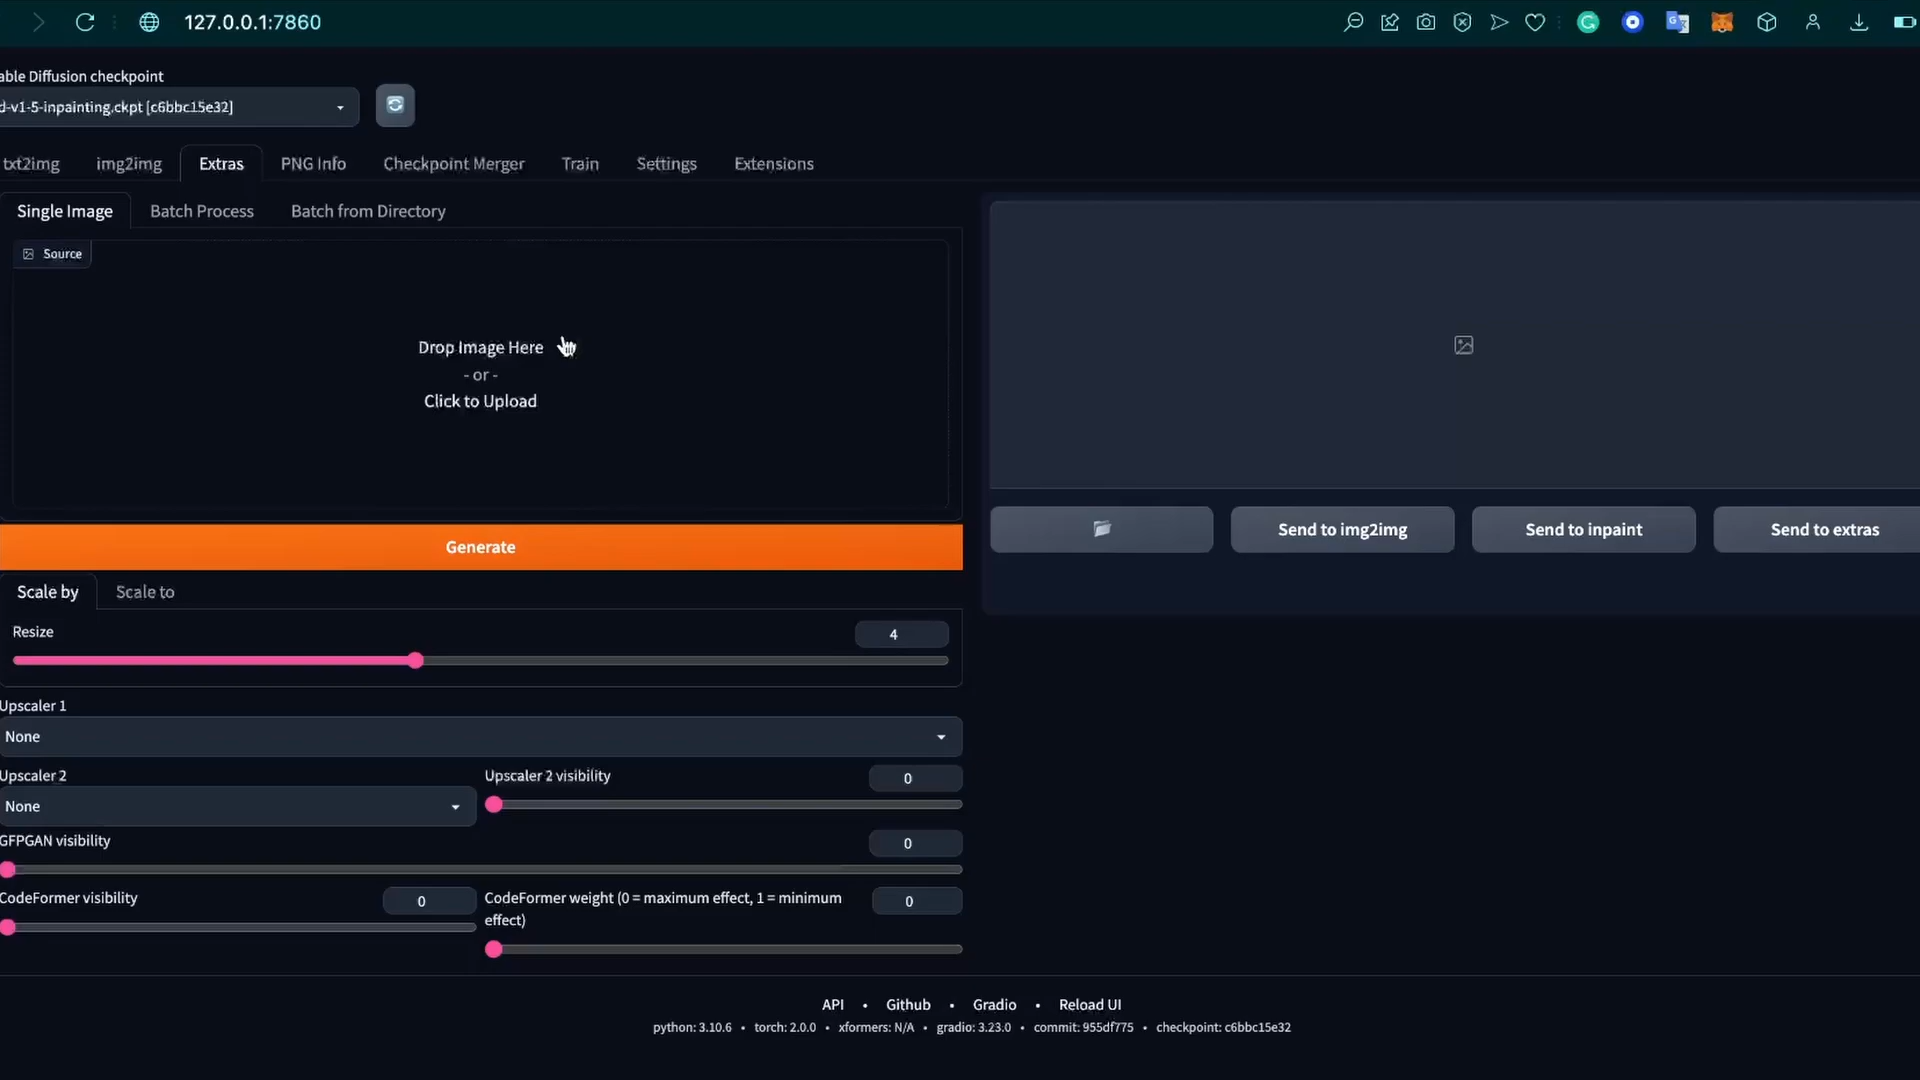 127.0.0.1:7860
able Diffusion checkpoint
d-v1-5-inpainting.ckpt [c6bbc15e32]
txt2img img2img Extras PNG Info Checkpoint Merger Train Settings Extensions
Single Image Batch Process Batch from Directory
Source
Drop Image Here
- or -
Click to Upload
Generate
Send to img2img Send to inpaint Send to extras
Scale by Scale to
Resize 4
Upscaler 1
None
Upscaler 2 Upscaler 2 visibility 0
None
GFPGAN visibility 0
CodeFormer visibility 0 CodeFormer weight (0 = maximum effect, 1 = minimum 0
effect)
API • Github • Gradio • Reload UI
python: 3.10.6 • torch: 2.0.0 • xformers: N/A • gradio: 3.23.0 • commit: 955df775 • checkpoint: c6bbc15e32